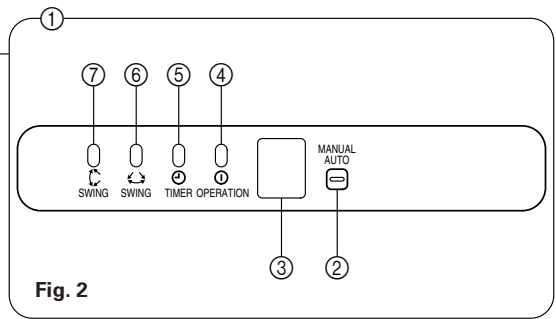 ①
⑦ ⑥ ⑤ ④
MANUAL
AUTO
SWING SWING TIMER OPERATION
③ ②
Fig. 2